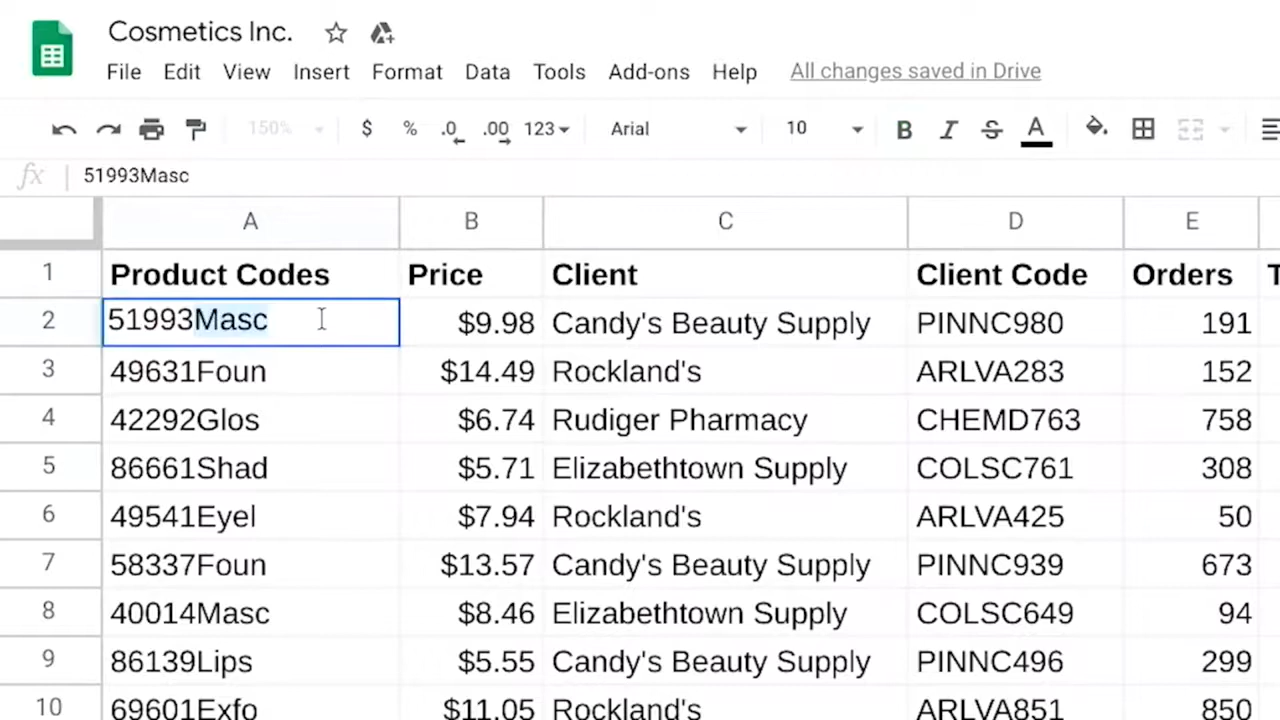 Cosmetics Inc.
File Edit View Insert Format Data Tools Add-ons Help All changes saved in Drive
150% $ % .0 .00 123 Arial 10 B I S A
fx 51993Masc
A B C D E
1 Product Codes Price Client Client Code Orders T
2 51993Masc $9.98 Candy's Beauty Supply PINNC980 191
3 49631Foun $14.49 Rockland's ARLVA283 152
4 42292Glos $6.74 Rudiger Pharmacy CHEMD763 758
5 86661Shad $5.71 Elizabethtown Supply COLSC761 308
6 49541Eyel $7.94 Rockland's ARLVA425 50
7 58337Foun $13.57 Candy's Beauty Supply PINNC939 673
8 40014Masc $8.46 Elizabethtown Supply COLSC649 94
9 86139Lips $5.55 Candy's Beauty Supply PINNC496 299
10 69601Exfo $11.05 Rockland's ARLVA851 850